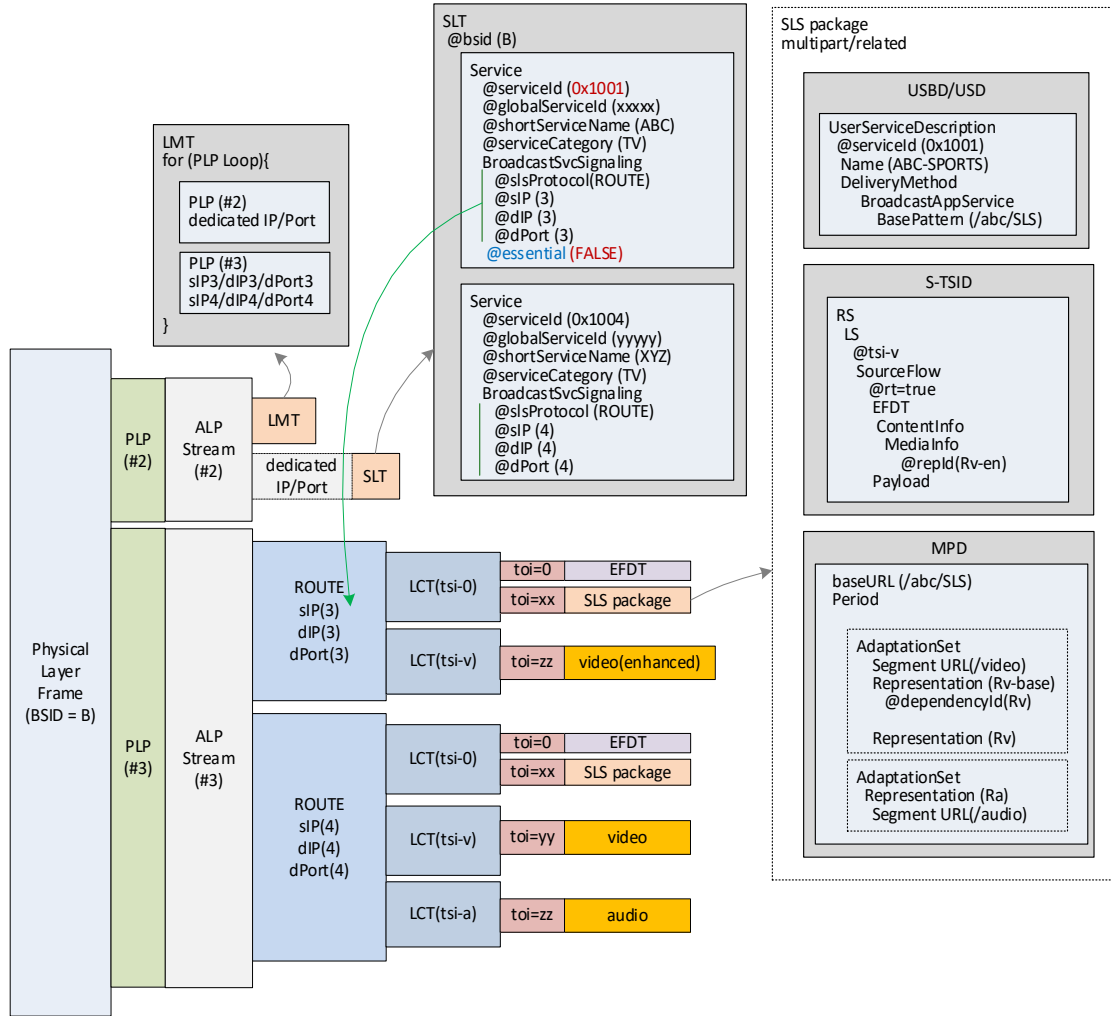 SLT
@bsid (B)
Service
@serviceId (0x1001)
@globalServiceId (xxxxx)
@shortServiceName (ABC)
@serviceCategory (TV)
BroadcastSvcSignaling
@slsProtocol(ROUTE)
@sIP (3)
@dIP (3)
@dPort (3)
@essential (FALSE)
Service
@serviceId (0x1004)
@globalServiceId (yyyyy)
@shortServiceName (XYZ)
@serviceCategory (TV)
BroadcastSvcSignaling
@slsProtocol (ROUTE)
@sIP (4)
@dIP (4)
@dPort (4)
SLS package
multipart/related
USBD/USD
UserServiceDescription
@serviceId (0x1001)
Name (ABC-SPORTS)
DeliveryMethod
BroadcastAppService
BasePattern (/abc/SLS)
S-TSID
RS
LS
@tsi-v
SourceFlow
@rt=true
EFDT
ContentInfo
MediaInfo
@repId(Rv-en)
Payload
MPD
baseURL (/abc/SLS)
Period
AdaptationSet
Segment URL(/video)
Representation (Rv-base)
@dependencyId(Rv)
Representation (Rv)
AdaptationSet
Representation (Ra)
Segment URL(/audio)
LMT
for (PLP Loop){
PLP (#2)
dedicated IP/Port
PLP (#3)
sIP3/dIP3/dPort3
sIP4/dIP4/dPort4
}
Physical
Layer
Frame
(BSID = B)
PLP
(#2)
ALP
Stream
(#2)
LMT
dedicated
IP/Port
SLT
PLP
(#3)
ALP
Stream
(#3)
ROUTE
sIP(3)
dIP(3)
dPort(3)
LCT(tsi-0)
toi=0
EFDT
toi=xx
SLS package
LCT(tsi-v)
toi=zz
video(enhanced)
ROUTE
sIP(4)
dIP(4)
dPort(4)
LCT(tsi-0)
toi=0
EFDT
toi=xx
SLS package
LCT(tsi-v)
toi=yy
video
LCT(tsi-a)
toi=zz
audio